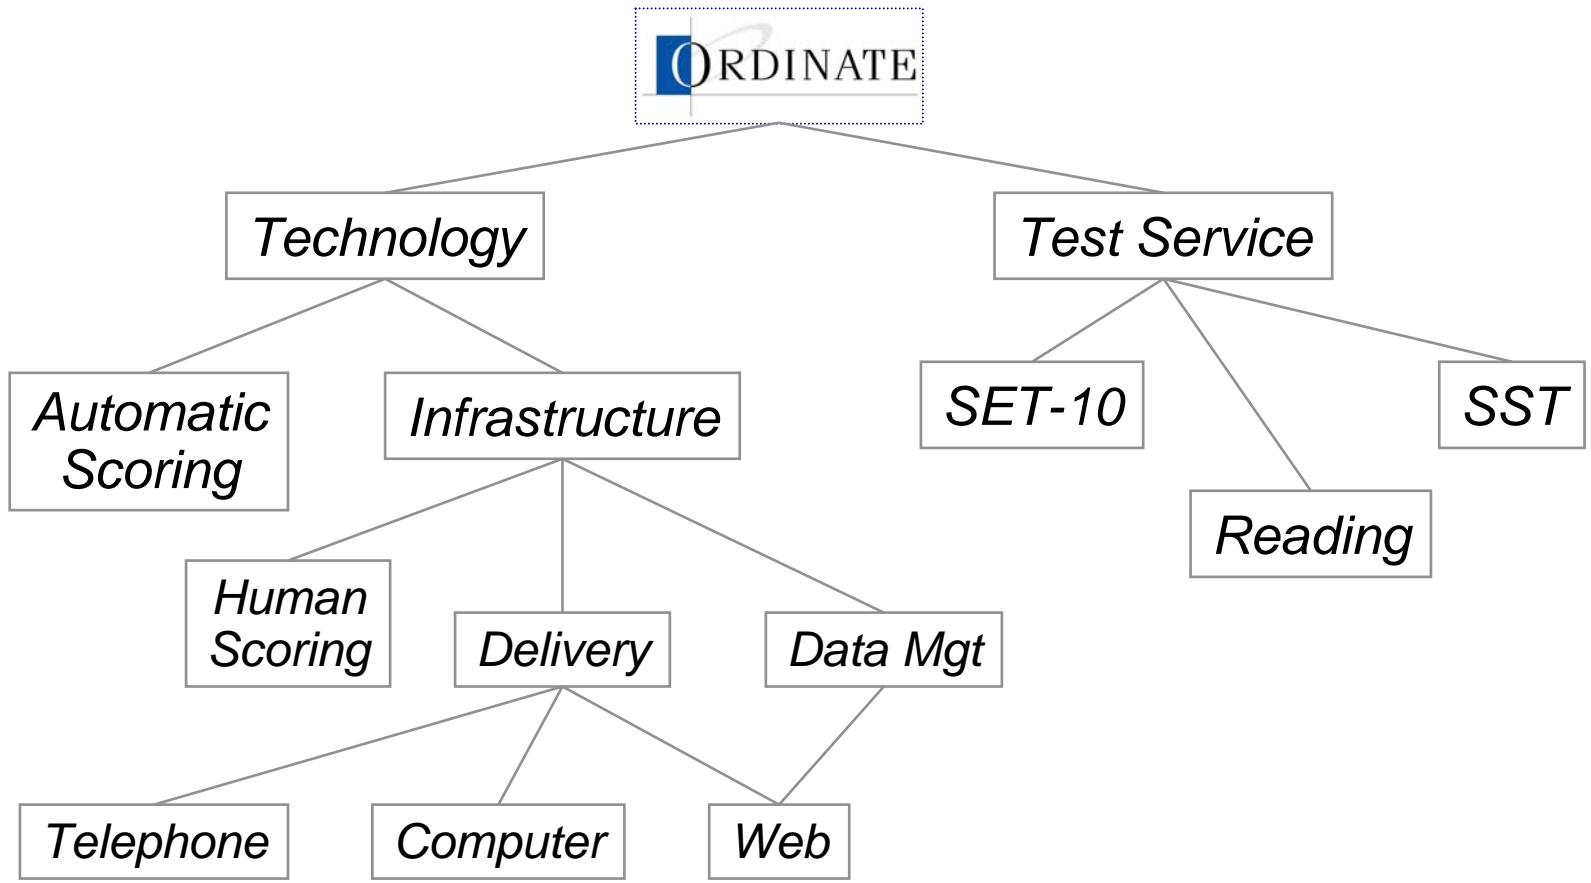 ORDINATE
Technology
Test Service
Automatic
Scoring
Infrastructure
SET-10
SST
Reading
Human
Scoring
Delivery
Data Mgt
Telephone
Computer
Web